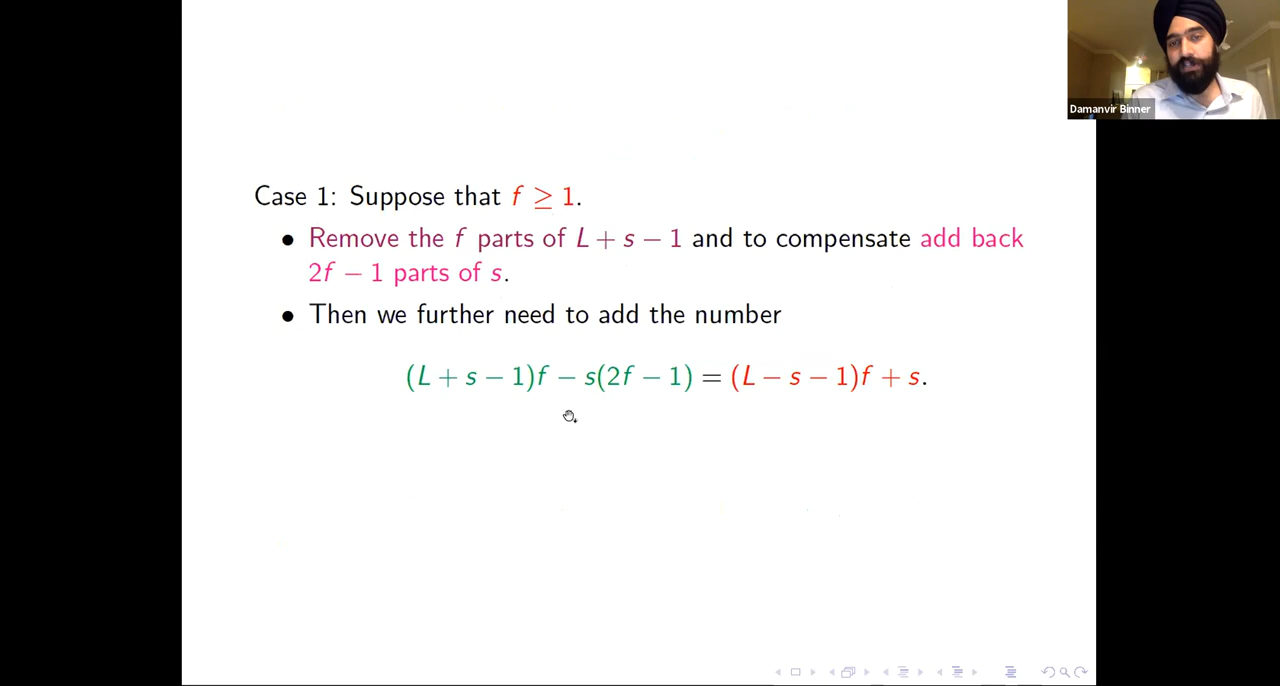 Damanvir Binner
Case 1: Suppose that f ≥ 1.
• Remove the f parts of L + s − 1 and to compensate add back
2f − 1 parts of s.
• Then we further need to add the number
(L + s − 1)f − s(2f − 1) = (L − s − 1)f + s.